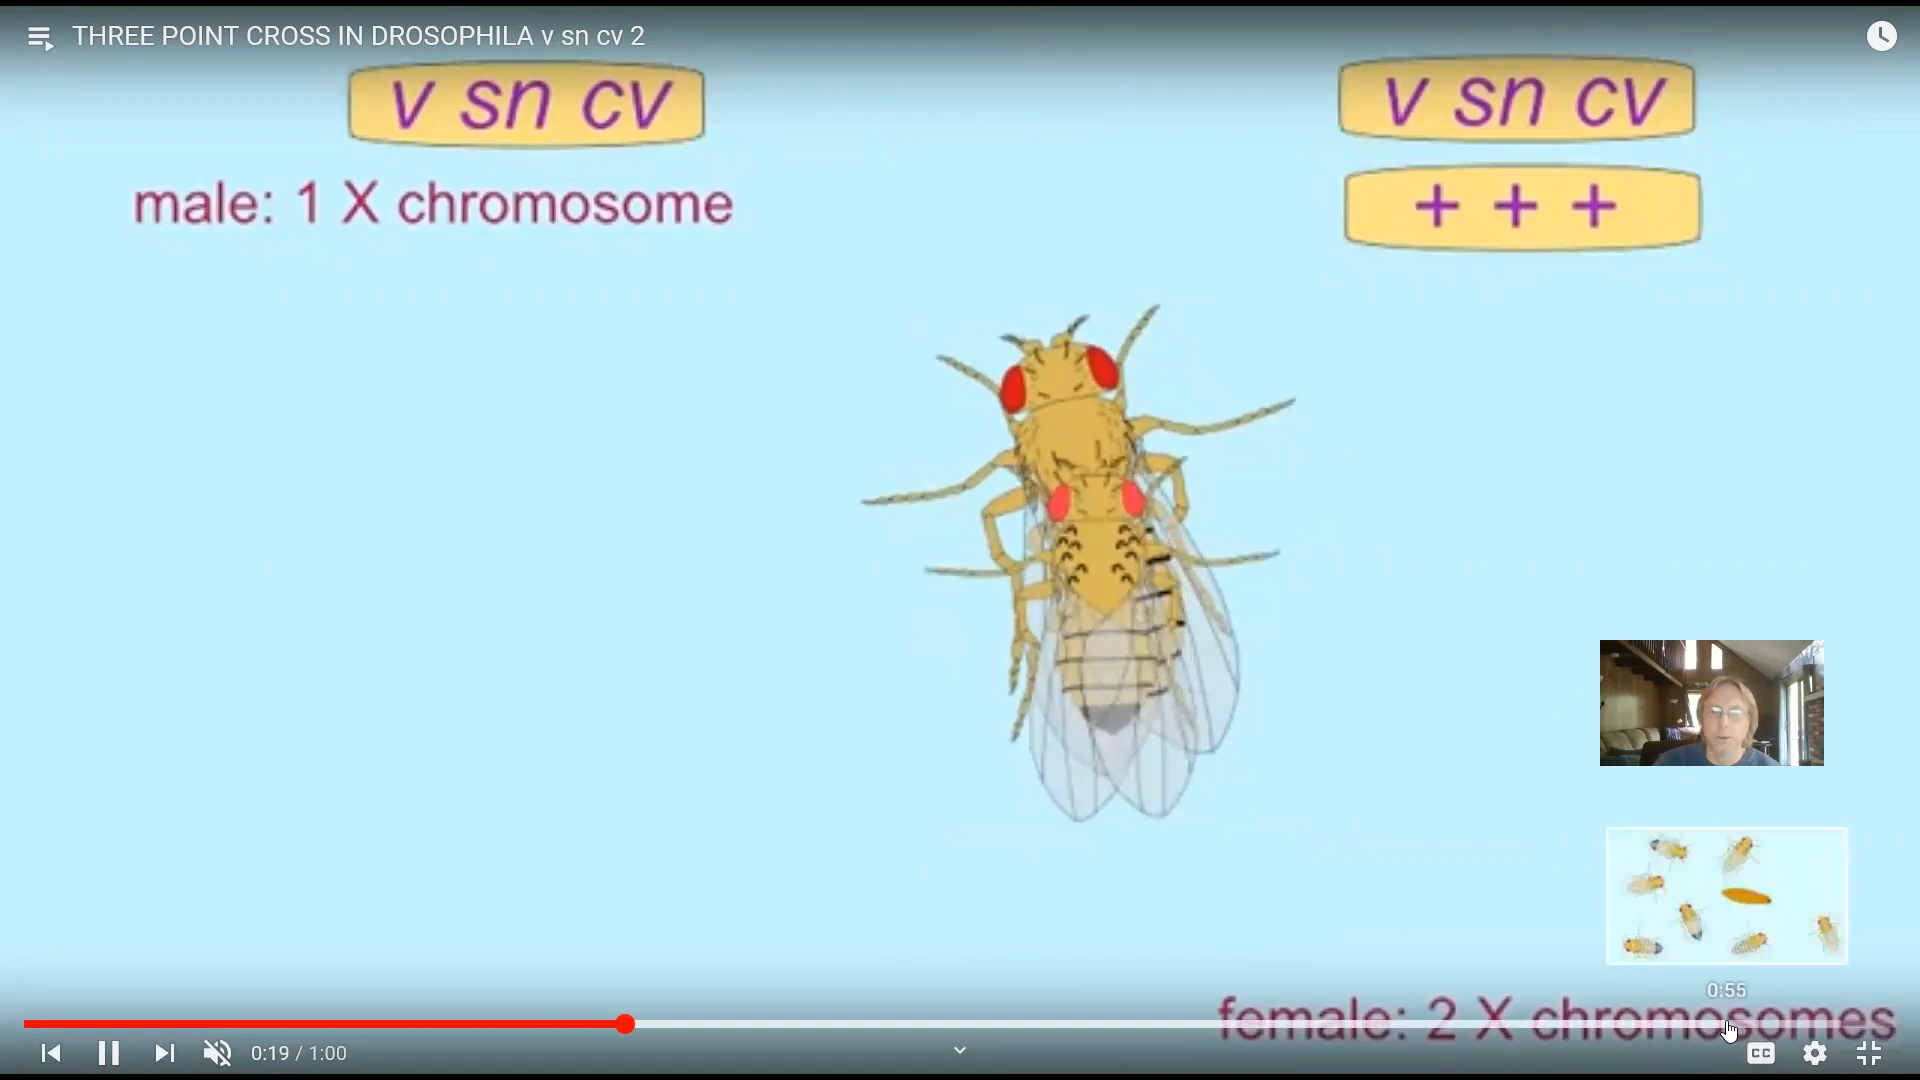 THREE POINT CROSS IN DROSOPHILA v sn cv 2
v sn cv
v sn cv
male: 1 X chromosome
+ + +
0:55
female: 2 X chromosomes
0:19 / 1:00
CC